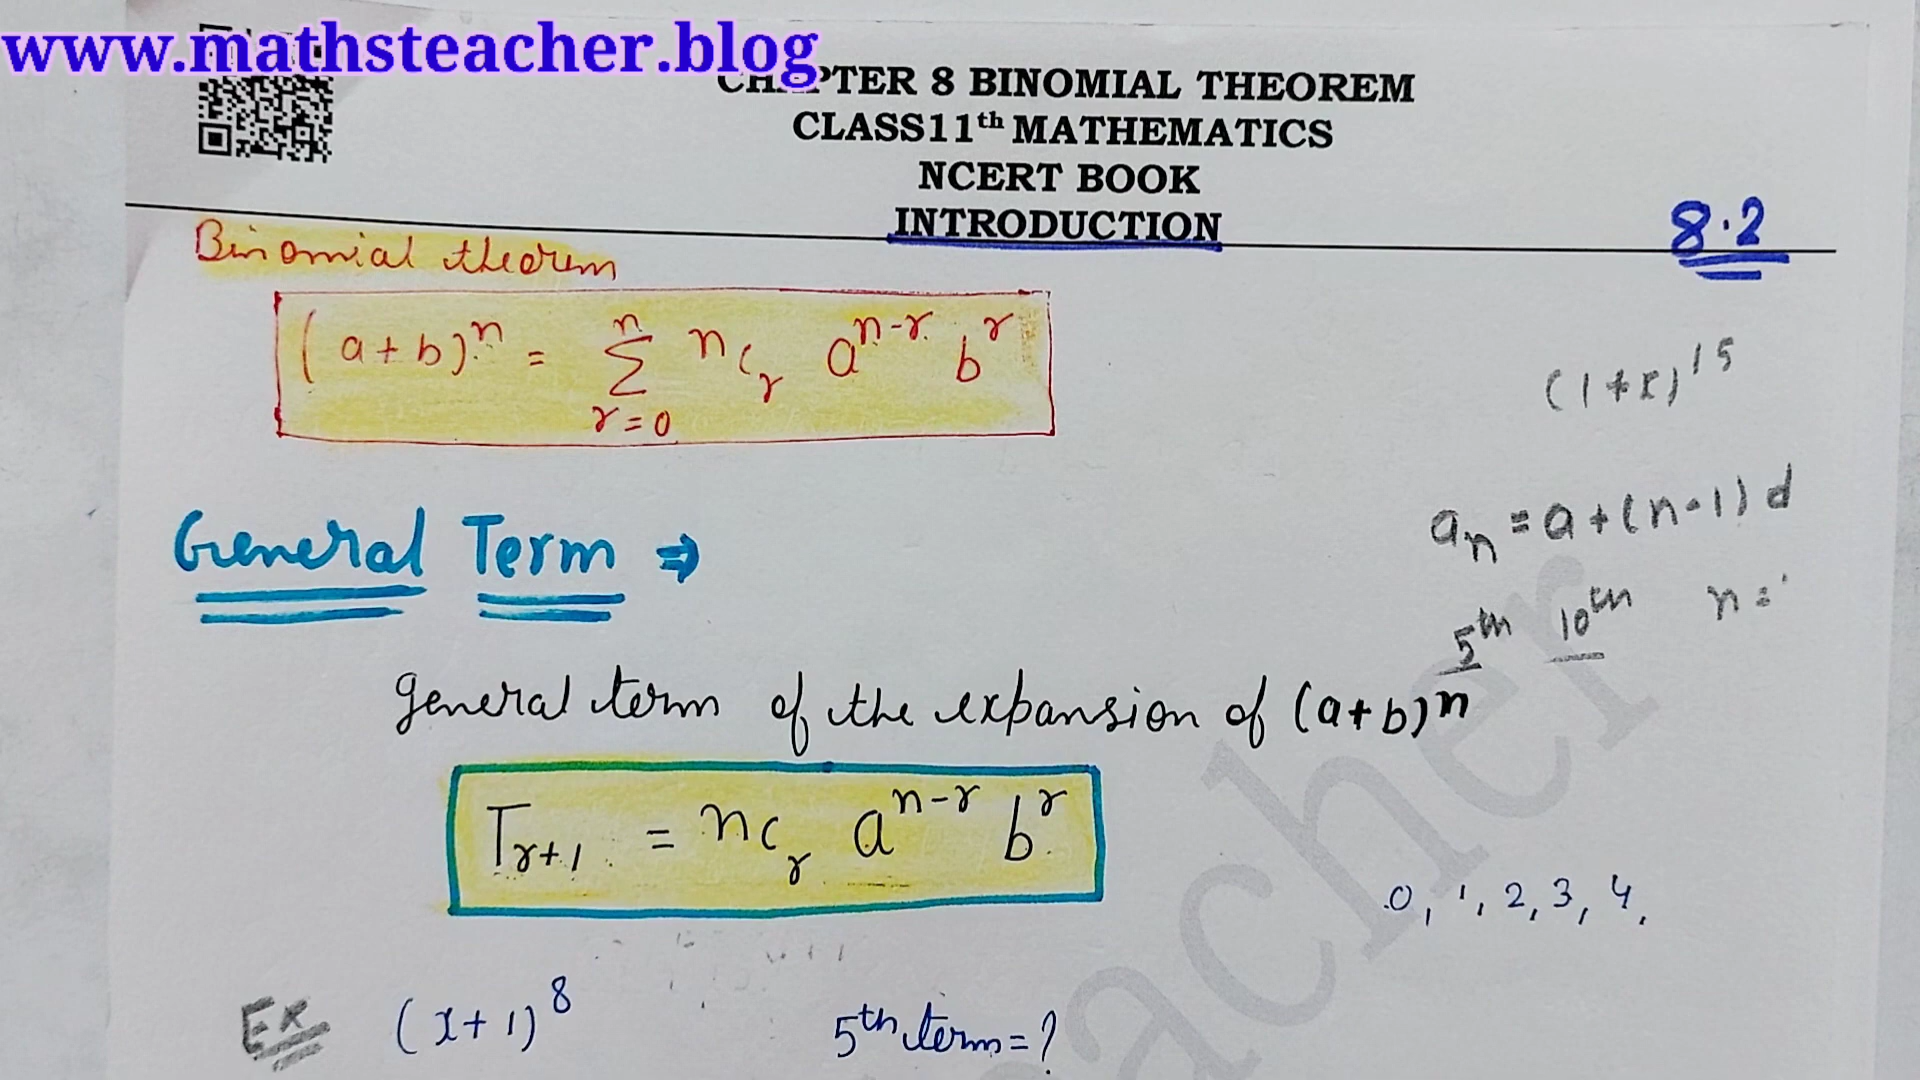 www.mathsteacher.blog
CHAPTER 8 BINOMIAL THEOREM
CLASS11th MATHEMATICS
NCERT BOOK
INTRODUCTION
8.2
Binomial theorem
(a+b)^n = Σ_{r=0}^{n} nC_r a^{n-r} b^r
(1+x)^15
General Term ⇒
a_n = a+(n-1)d
5th 10th n =
General term of the expansion of (a+b)^n
T_{r+1} = nC_r a^{n-r} b^r
0, 1, 2, 3, 4,
Ex (x+1)^8 5th term = ?
eacher